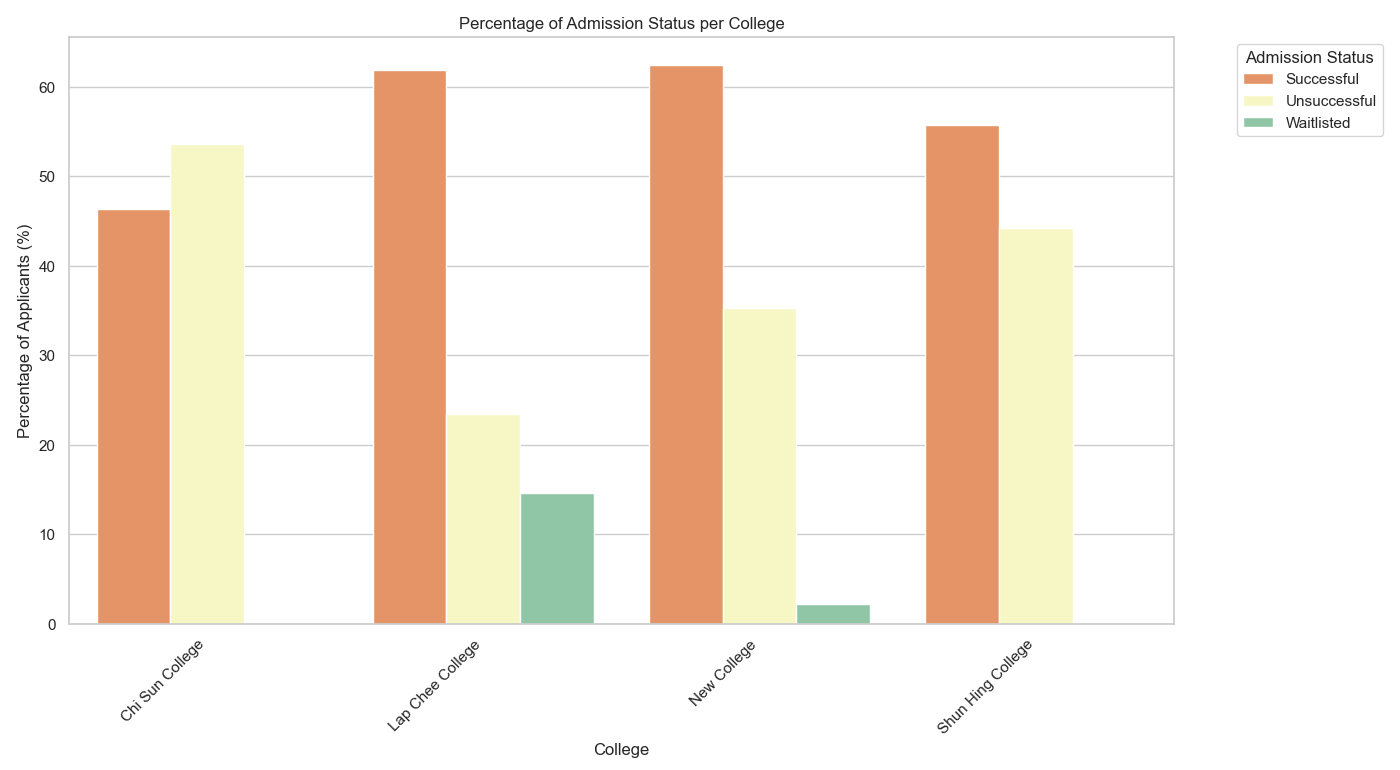 Percentage of Admission Status per College
Admission Status
Successful
Unsuccessful
Waitlisted
Percentage of Applicants (%)
60
50
40
30
20
10
0
Chi Sun College
Lap Chee College
New College
Shun Hing College
College